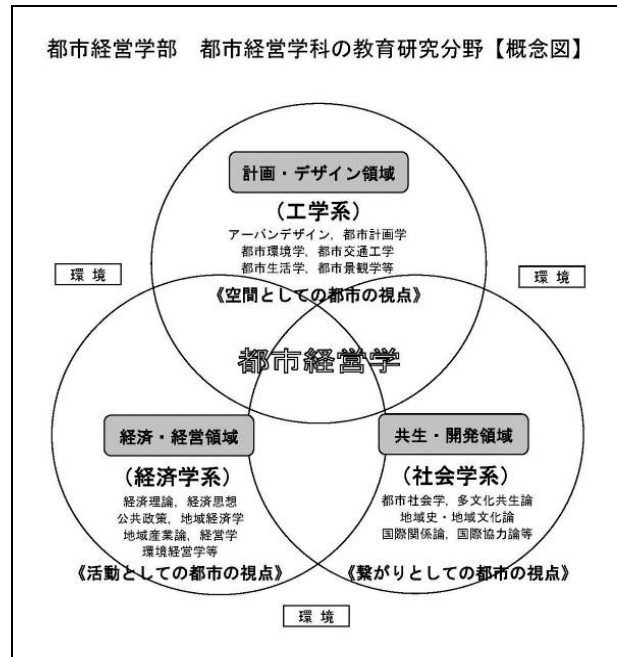 都市経営学部　都市経営学科の教育研究分野【概念図】
計画・デザイン領域
（工学系）
アーバンデザイン，都市計画学
都市環境学，都市交通工学
都市生活学，都市景観学等
《空間としての都市の視点》
環 境
環 境
都市経営学
経済・経営領域
（経済学系）
経済理論，経済思想
公共政策，地域経済学
地域産業論，経営学
環境経営学等
《活動としての都市の視点》
共生・開発領域
（社会学系）
都市社会学，多文化共生論
地域史・地域文化論
国際関係論，国際協力論等
《繋がりとしての都市の視点》
環 境